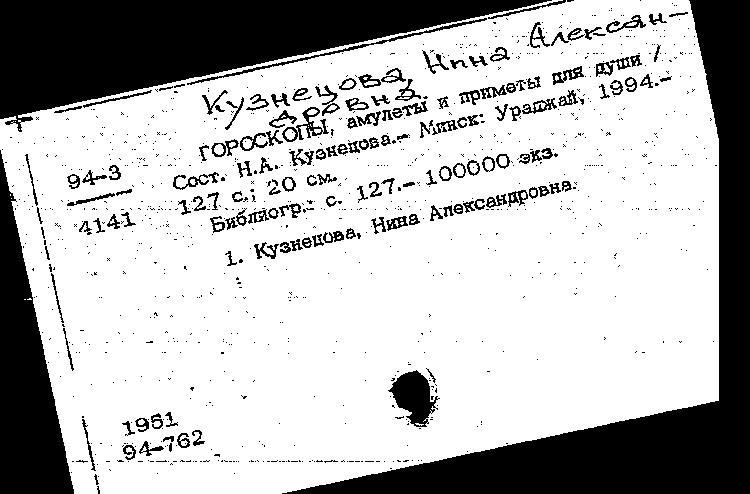 Кузнецова, Нина Алексан-
дровна.
ГОРОСКОПЫ, амулеты и приметы для души /
Сост. Н.А. Кузнецова.- Минск: Ураджай, 1994.-
127 с.; 20 см.
Библиогр.: с. 127.- 100000 экз.
1. Кузнецова, Нина Александровна.
94-3
4141
1951
94-762